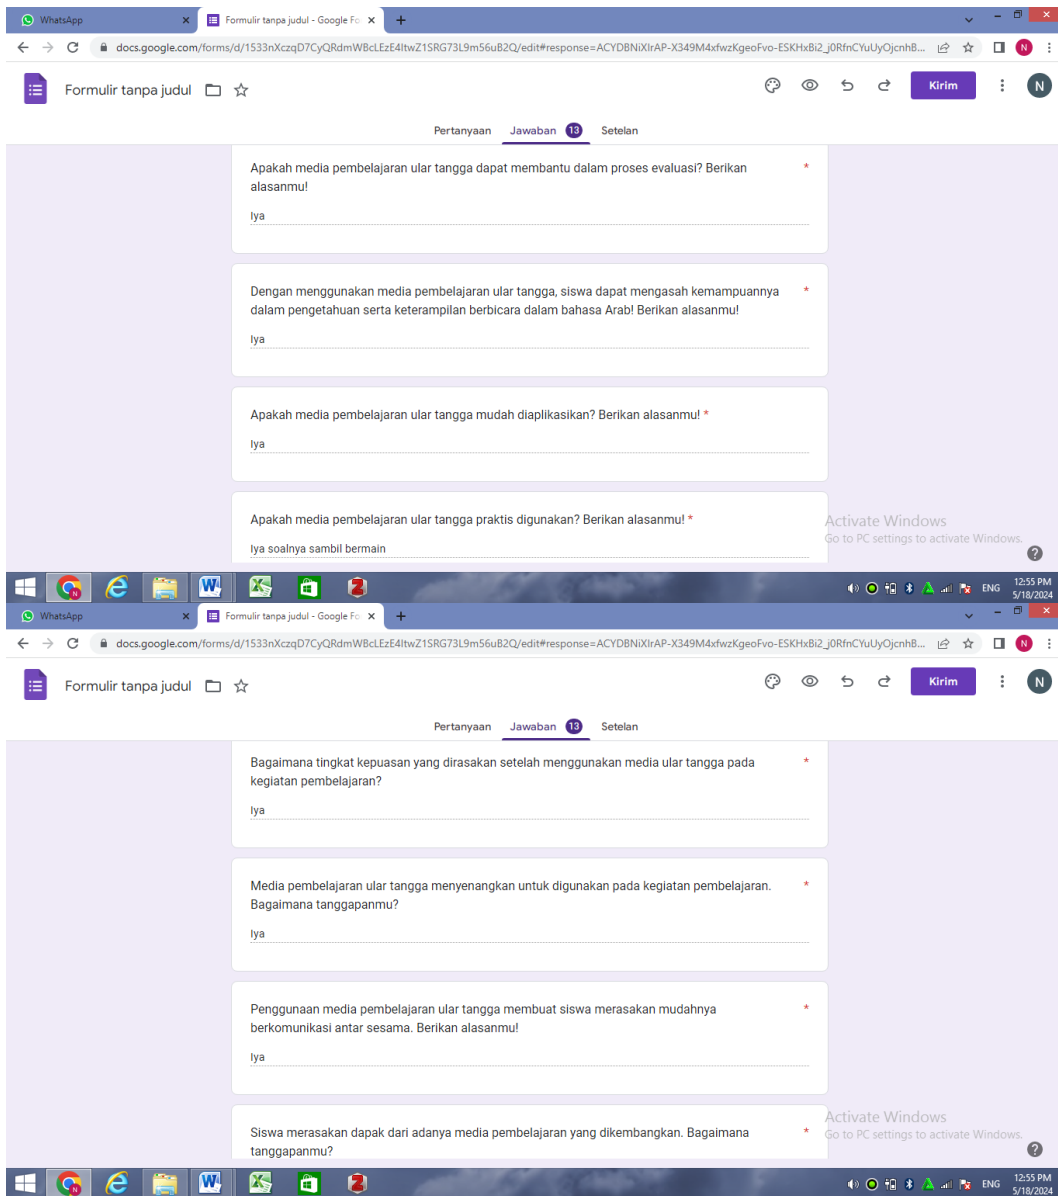 WhatsApp
Formulir tanpa judul - Google Fo
docs.google.com/forms/d/1533nXczqD7CyQRdmWBcLEzE4ltwZ1SRG73L9m56uB2Q/edit#response=ACYDBNiXlrAP-X349M4xfwzKgeoFvo-ESKHxBi2_j0RfnCYuUyOjcnhB...
N
Formulir tanpa judul
Kirim
N
Pertanyaan Jawaban 13 Setelan
Apakah media pembelajaran ular tangga dapat membantu dalam proses evaluasi? Berikan *
alasanmu!
Iya
Dengan menggunakan media pembelajaran ular tangga, siswa dapat mengasah kemampuannya *
dalam pengetahuan serta keterampilan berbicara dalam bahasa Arab! Berikan alasanmu!
Iya
Apakah media pembelajaran ular tangga mudah diaplikasikan? Berikan alasanmu! *
Iya
Apakah media pembelajaran ular tangga praktis digunakan? Berikan alasanmu! *
Iya soalnya sambil bermain
Activate Windows
Go to PC settings to activate Windows.
ENG
12:55 PM
5/18/2024
WhatsApp
Formulir tanpa judul - Google Fo
docs.google.com/forms/d/1533nXczqD7CyQRdmWBcLEzE4ltwZ1SRG73L9m56uB2Q/edit#response=ACYDBNiXlrAP-X349M4xfwzKgeoFvo-ESKHxBi2_j0RfnCYuUyOjcnhB...
N
Formulir tanpa judul
Kirim
N
Pertanyaan Jawaban 13 Setelan
Bagaimana tingkat kepuasan yang dirasakan setelah menggunakan media ular tangga pada *
kegiatan pembelajaran?
Iya
Media pembelajaran ular tangga menyenangkan untuk digunakan pada kegiatan pembelajaran. *
Bagaimana tanggapanmu?
Iya
Penggunaan media pembelajaran ular tangga membuat siswa merasakan mudahnya *
berkomunikasi antar sesama. Berikan alasanmu!
Iya
Siswa merasakan dapak dari adanya media pembelajaran yang dikembangkan. Bagaimana *
tanggapanmu?
Activate Windows
Go to PC settings to activate Windows.
ENG
12:55 PM
5/18/2024